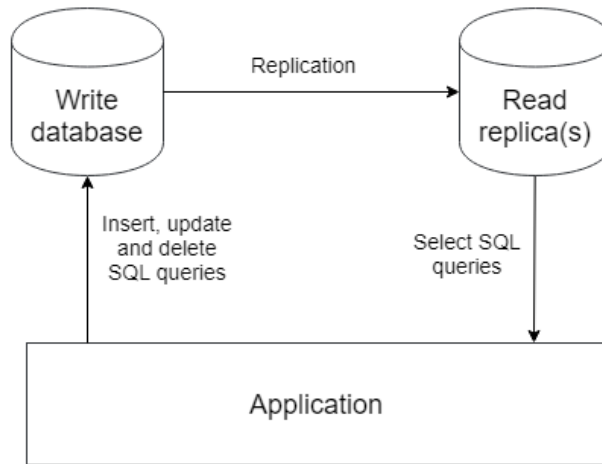 Replication
Write
database
Read
replica(s)
Insert, update
and delete
SQL queries
Select SQL
queries
Application